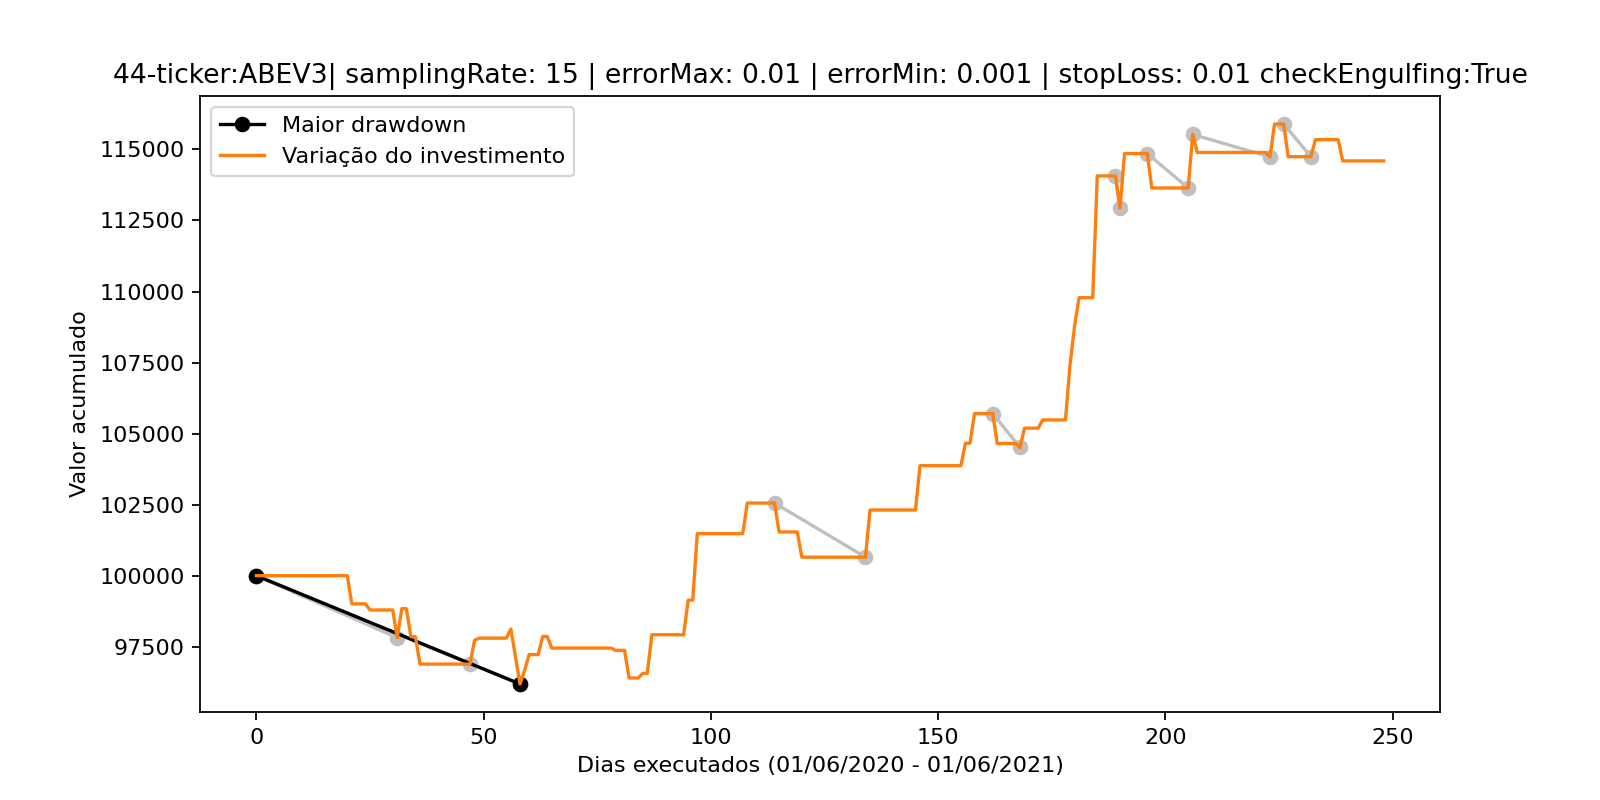 44-ticker:ABEV3| samplingRate: 15 | errorMax: 0.01 | errorMin: 0.001 | stopLoss: 0.01 checkEngulfing:True
Maior drawdown
Variação do investimento
Valor acumulado
115000
112500
110000
107500
105000
102500
100000
97500
0 50 100 150 200 250
Dias executados (01/06/2020 - 01/06/2021)